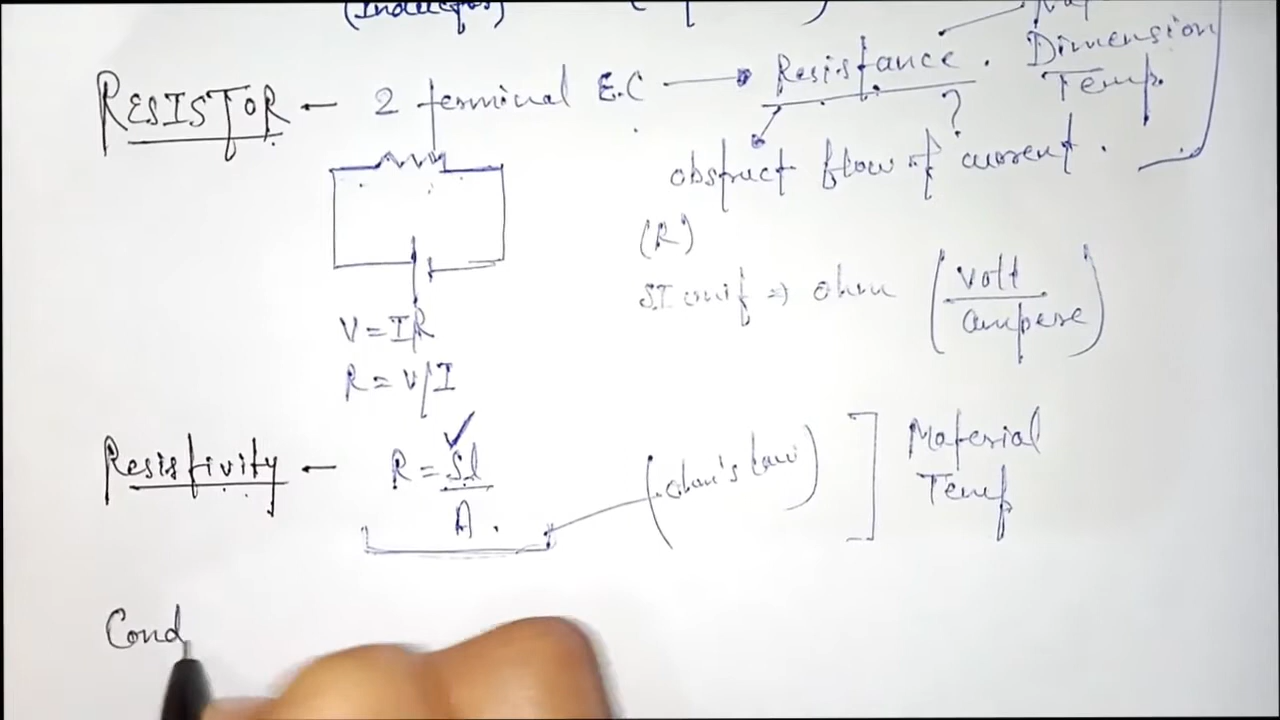 (Inductors)
RESISTOR - 2 terminal E.C → Resistance. Dimension
Temp.
?
obstruct flow of current.
(R)
S.I unit ⇒ ohm (volt/ampere)
V = IR
R = V/I
Resistivity - R = ρl/A. (ohm's law) ] Material
Temp
Cond